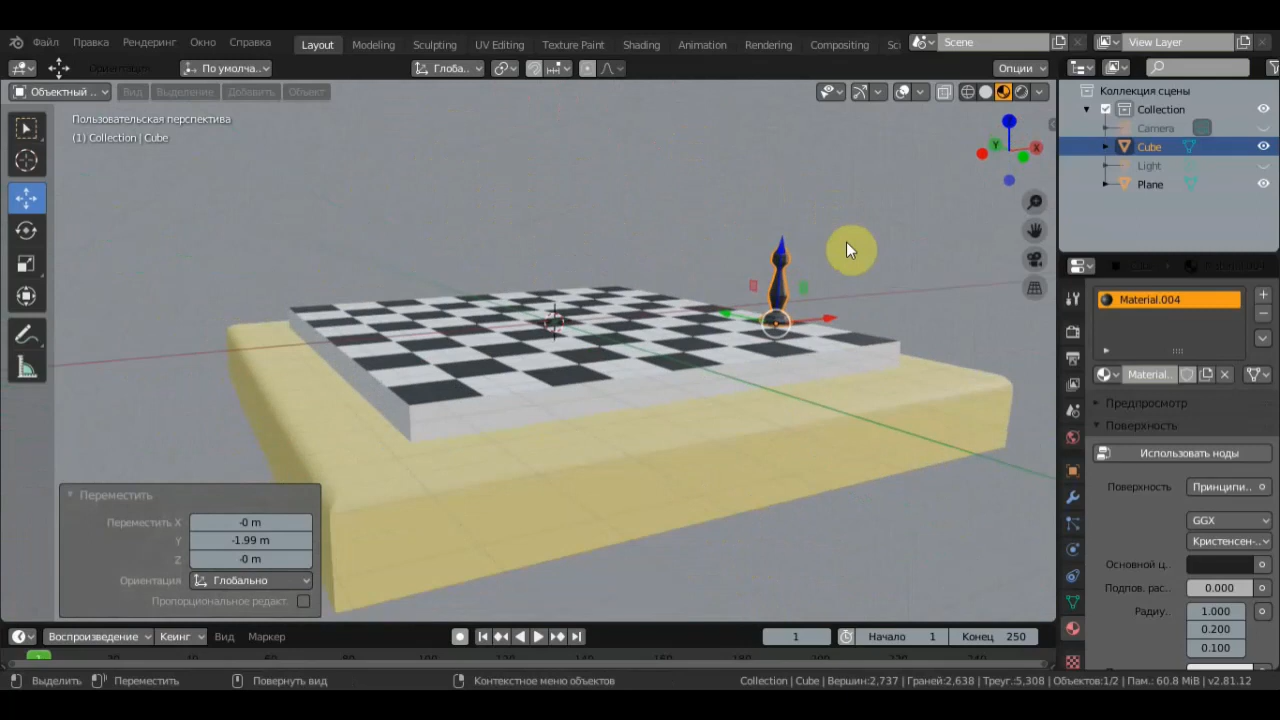 Файл Правка Рендеринг Окно Справка Layout Modeling Sculpting UV Editing Texture Paint Shading Animation Rendering Compositing Sc Scene View Layer
Ориентация По умолча.. Глоба.. Опции
Объектный .. Вид Выделение Добавить Объект
Пользовательская перспектива
(1) Collection | Cube
Коллекция сцены
Collection
Camera
Cube
Light
Plane
Z
Y
X
Material.004
Material.
Предпросмотр
Поверхность
Использовать ноды
Поверхность Принципи..
GGX
Кристенсен-..
Основной ц..
Подпов. рас.. 0.000
Радиу.. 1.000
0.200
0.100
Переместить
Переместить X -0 m
Y -1.99 m
Z -0 m
Ориентация Глобально
Пропорциональное редакт.
Воспроизведение Кеинг Вид Маркер 1 Начало 1 Конец 250
1
Выделить Переместить Повернуть вид Контекстное меню объектов Collection | Cube | Вершин:2,737 | Граней:2,638 | Треуг.:5,308 | Объектов:1/2 | Пам.: 60.8 MiB | v2.81.12